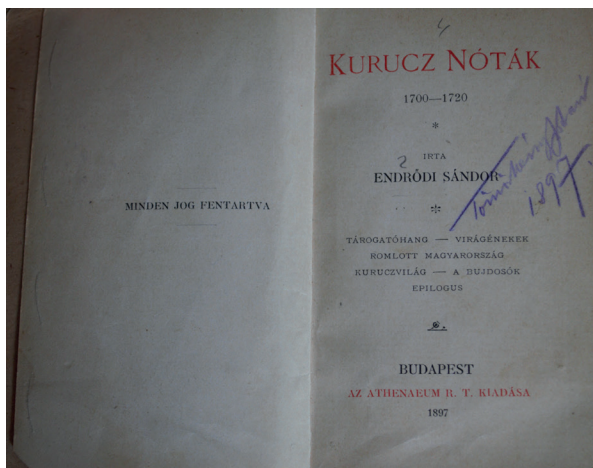 MINDEN JOG FENTARTVA
KURUCZ NÓTÁK
1700—1720
*
IRTA
ENDRŐDI SÁNDOR
*
TÁROGATÓHANG — VIRÁGÉNEKEK
ROMLOTT MAGYARORSZÁG
KURUCZVILÁG — A BUJDOSÓK
EPILOGUS
BUDAPEST
AZ ATHENAEUM R. T. KIADÁSA
1897
1897.